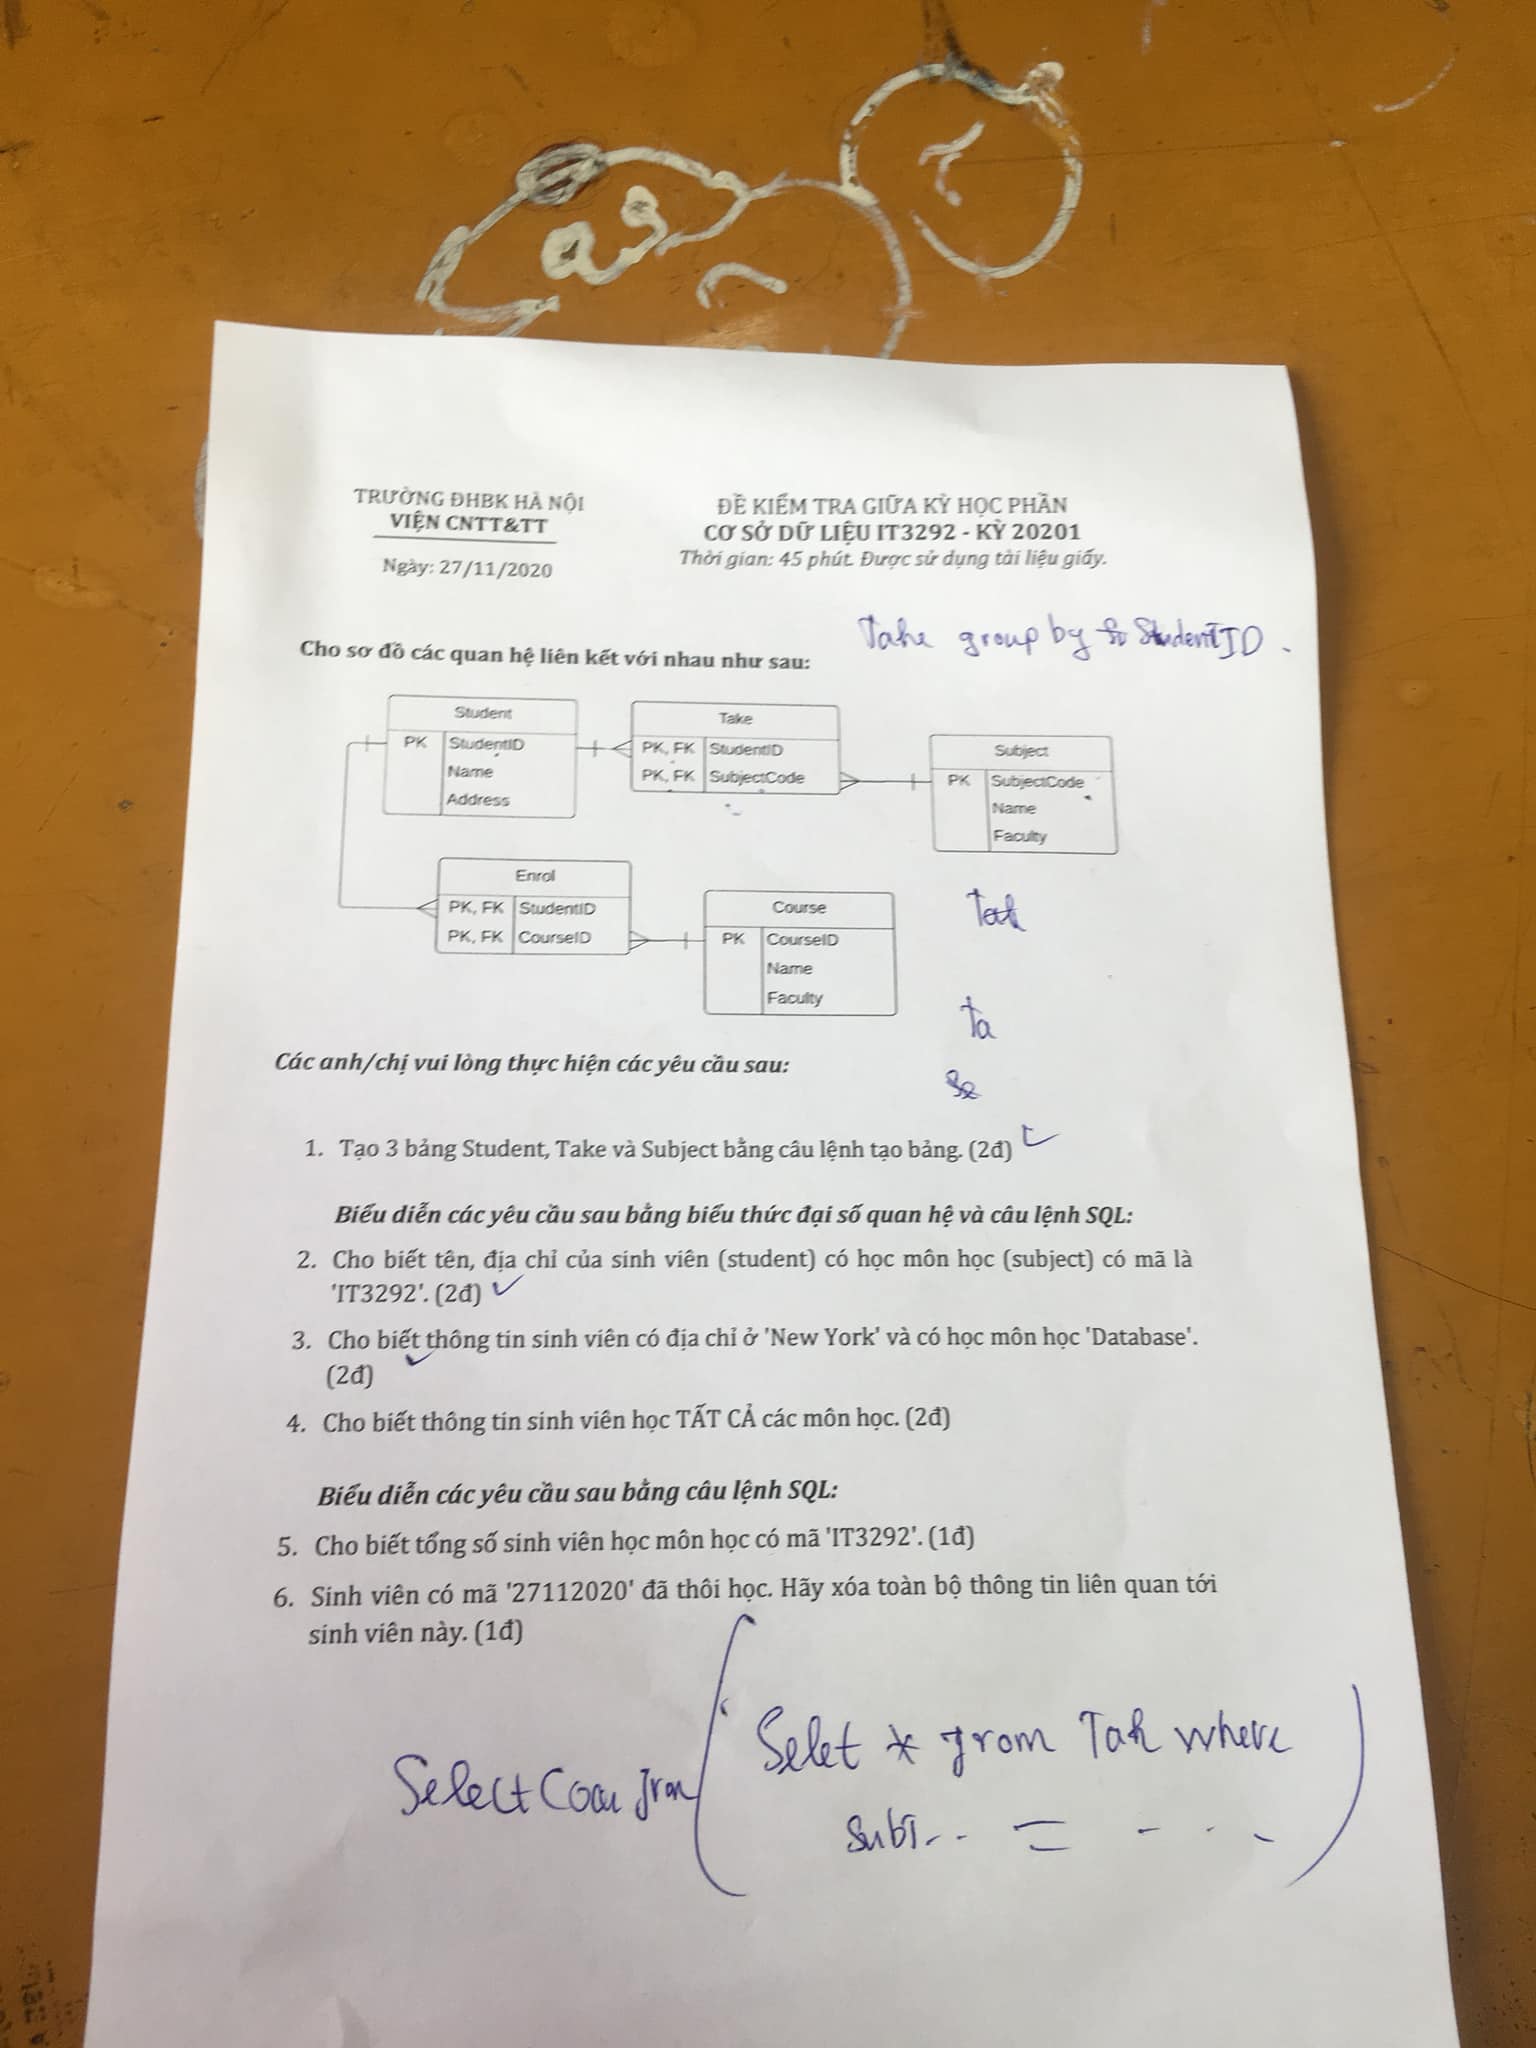 TRƯỜNG ĐHBK HÀ NỘI
VIỆN CNTT&TT
Ngày: 27/11/2020
ĐỀ KIỂM TRA GIỮA KỲ HỌC PHẦN
CƠ SỞ DỮ LIỆU IT3292 - KỲ 20201
Thời gian: 45 phút. Được sử dụng tài liệu giấy.
Take group by StudentID.
Cho sơ đồ các quan hệ liên kết với nhau như sau:
Student
PK StudentID
Name
Address
Take
PK, FK StudentID
PK, FK SubjectCode
Subject
PK SubjectCode
Name
Faculty
Enrol
PK, FK StudentID
PK, FK CourseID
Course
PK CourseID
Name
Faculty
Tak
Ta
Các anh/chị vui lòng thực hiện các yêu cầu sau:
1. Tạo 3 bảng Student, Take và Subject bằng câu lệnh tạo bảng. (2đ)
Biểu diễn các yêu cầu sau bằng biểu thức đại số quan hệ và câu lệnh SQL:
2. Cho biết tên, địa chỉ của sinh viên (student) có học môn học (subject) có mã là
'IT3292'. (2đ)
3. Cho biết thông tin sinh viên có địa chỉ ở 'New York' và có học môn học 'Database'.
(2đ)
4. Cho biết thông tin sinh viên học TẤT CẢ các môn học. (2đ)
Biểu diễn các yêu cầu sau bằng câu lệnh SQL:
5. Cho biết tổng số sinh viên học môn học có mã 'IT3292'. (1đ)
6. Sinh viên có mã '27112020' đã thôi học. Hãy xóa toàn bộ thông tin liên quan tới
sinh viên này. (1đ)
Select Cou from ( Selet * from Tak where
Subj... = - . . - )